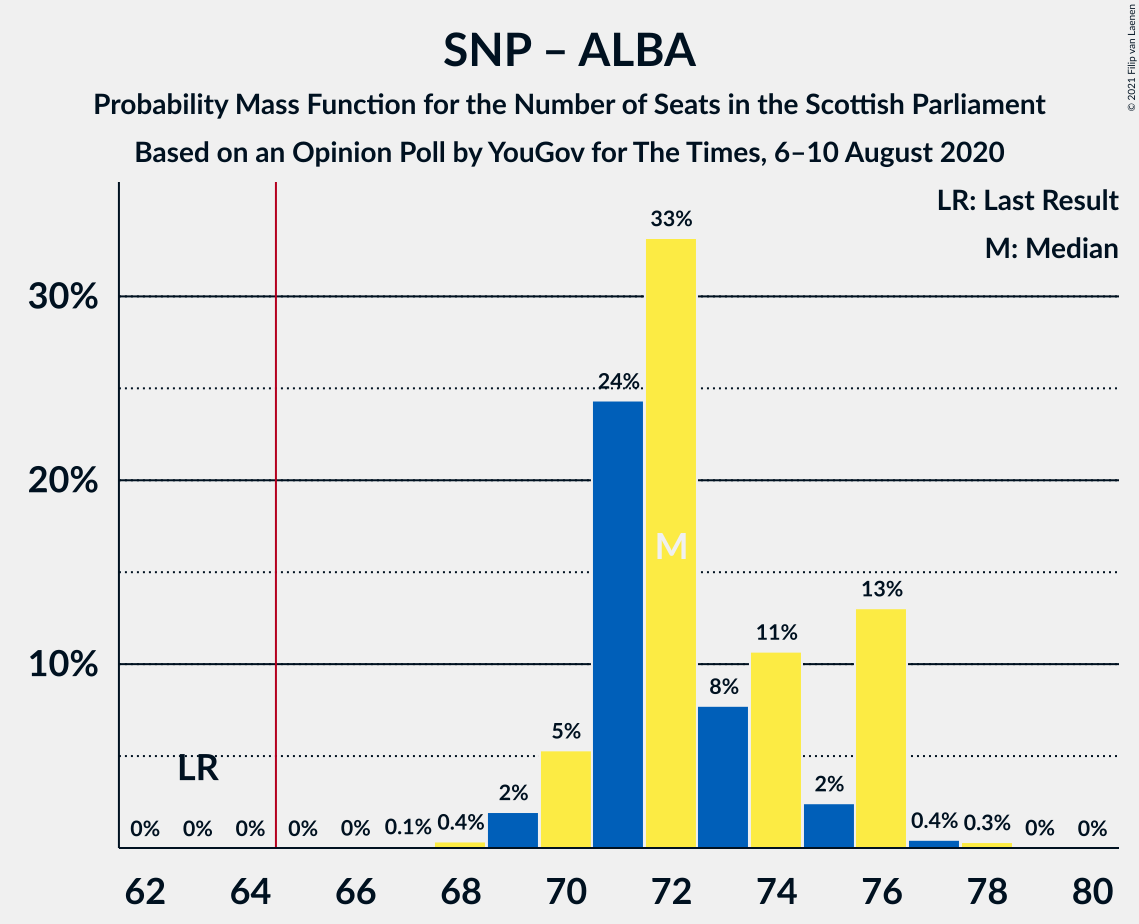 SNP – ALBA
Probability Mass Function for the Number of Seats in the Scottish Parliament
Based on an Opinion Poll by YouGov for The Times, 6–10 August 2020
© 2021 Filip van Laenen
LR: Last Result
M: Median
30%
20%
10%
0% 0% 0% 0% 0% 0.1% 0.4% 2% 5% 24% 33% 8% 11% 2% 13% 0.4% 0.3% 0% 0%
LR
M
62 64 66 68 70 72 74 76 78 80